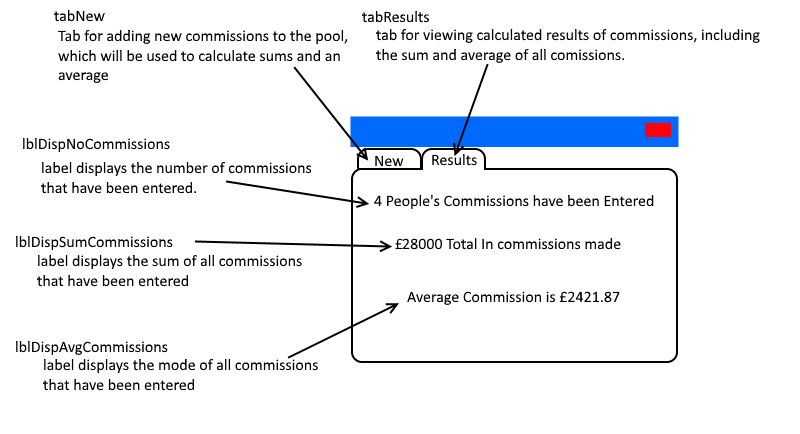 tabNew
Tab for adding new commissions to the pool,
which will be used to calculate sums and an
average
tabResults
tab for viewing calculated results of commissions, including
the sum and average of all comissions.
lblDispNoCommissions
label displays the number of commissions
that have been entered.
New
Results
4 People's Commissions have been Entered
lblDispSumCommissions
label displays the sum of all commissions
that have been entered
£28000 Total In commissions made
Average Commission is £2421.87
lblDispAvgCommissions
label displays the mode of all commissions
that have been entered